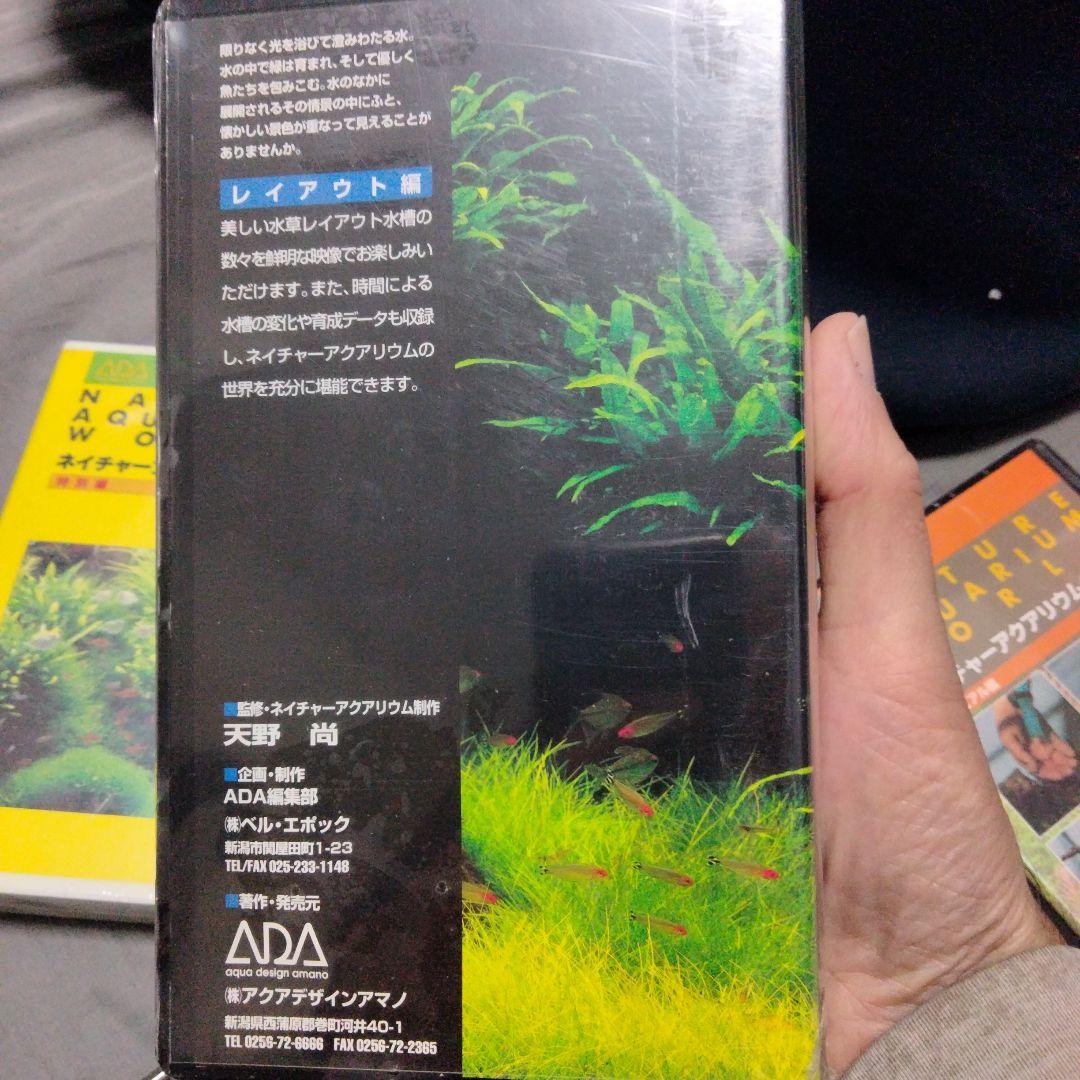 限りなく光を浴びて澄みわたる水。
水の中で緑は育まれ、そして優しく
魚たちを包みこむ。水のなかに
展開されるその情景の中にふと、
懐かしい景色が重なって見えることが
ありませんか。
レイアウト編
美しい水草レイアウト水槽の
数々を鮮明な映像でお楽しみい
ただけます。また、時間による
水槽の変化や育成データも収録
し、ネイチャーアクアリウムの
世界を充分に堪能できます。
監修・ネイチャーアクアリウム制作
天野 尚
企画・制作
ADA編集部
㈱ベル・エポック
新潟市関屋田町1-23
TEL/FAX 025-233-1148
著作・発売元
ADA
aqua design amano
㈱アクアデザインアマノ
新潟県西蒲原郡巻町河井40-1
TEL 0256-72-6666 FAX 0256-72-2365
ADA
NA
AQU
WO
ネイチャー
特別編
TURE
UARIUM
ORL
チャーアクアリウム